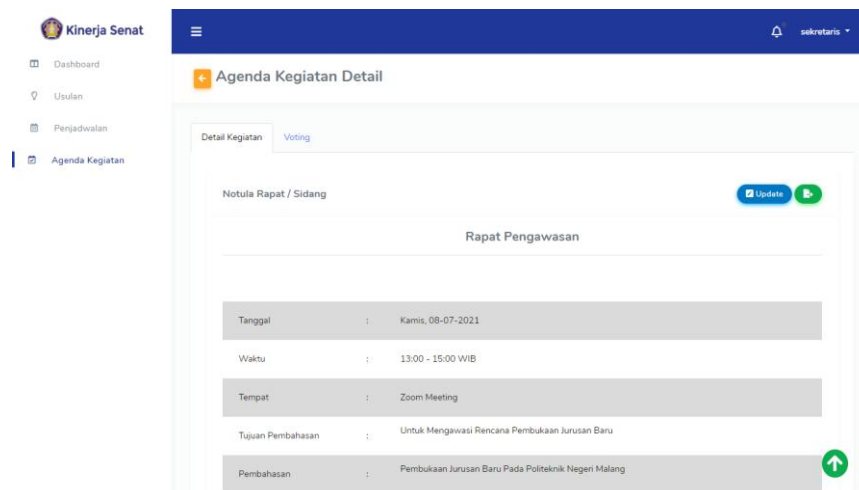 Kinerja Senat
sekretaris
Dashboard
Usulan
Penjadwalan
Agenda Kegiatan
Agenda Kegiatan Detail
Detail Kegiatan Voting
Notula Rapat / Sidang Update
Rapat Pengawasan
Tanggal : Kamis, 08-07-2021
Waktu : 13:00 - 15:00 WIB
Tempat : Zoom Meeting
Tujuan Pembahasan : Untuk Mengawasi Rencana Pembukaan Jurusan Baru
Pembahasan : Pembukaan Jurusan Baru Pada Politeknik Negeri Malang